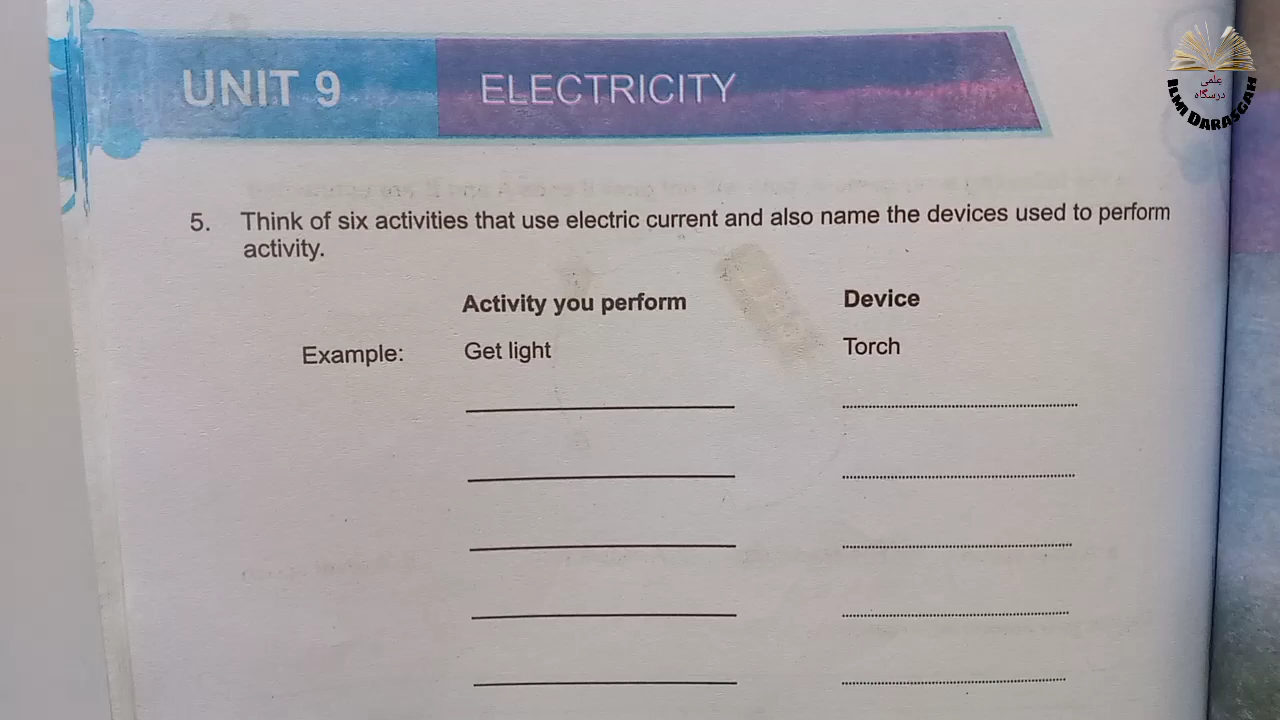 UNIT 9 ELECTRICITY
علمی
درسگاہ
ILMI DARASGAH
5. Think of six activities that use electric current and also name the devices used to perform
activity.
Activity you perform Device
Example: Get light Torch